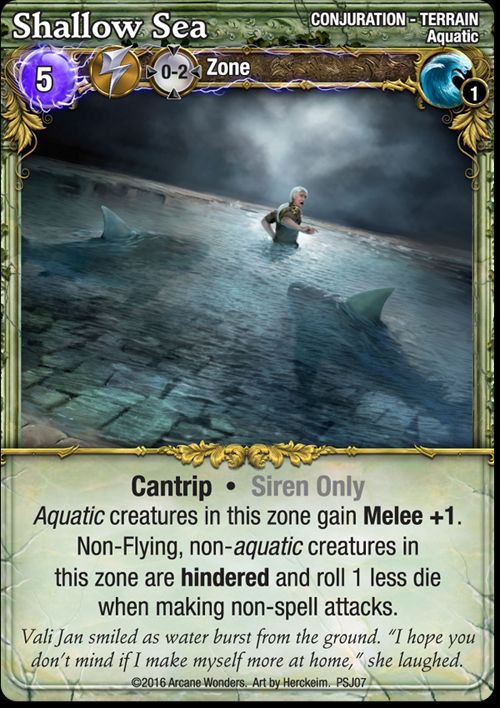 Shallow Sea
CONJURATION - TERRAIN
Aquatic
5
0-2
Zone
1
Cantrip • Siren Only
Aquatic creatures in this zone gain Melee +1.
Non-Flying, non-aquatic creatures in
this zone are hindered and roll 1 less die
when making non-spell attacks.
Vali Jan smiled as water burst from the ground. “I hope you
don’t mind if I make myself more at home,” she laughed.
©2016 Arcane Wonders. Art by Herckeim. PSJ07